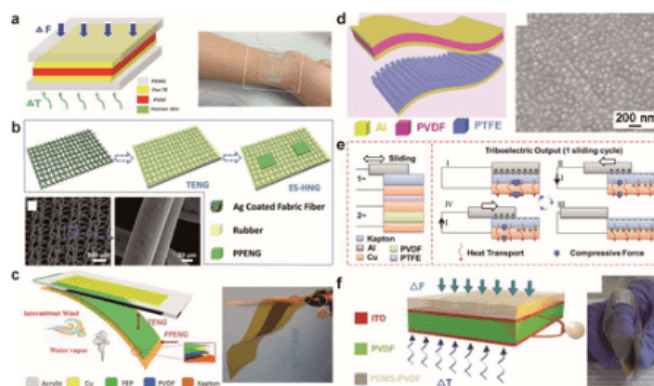 a
ΔF
PDMS
Our TE
PVDF
Human skin
ΔT
b
TENG
ES-HNG
Ag Coated Fabric Fiber
Rubber
PPENG
c
Intermittent Wind
Water vapor
TENG
PPENG
Acrylic
Cu
FEP
PVDF
Kapton
d
Al
PVDF
PTFE
200 nm
e
Sliding
1~
2~
Kapton
Al
Cu
PVDF
PTFE
Triboelectric Output (1 sliding cycle)
I
II
I
IV
I
III
Heat Transport
Compressive Force
f
ΔF
ITO
PVDF
PDMS-PVDF
ΔT